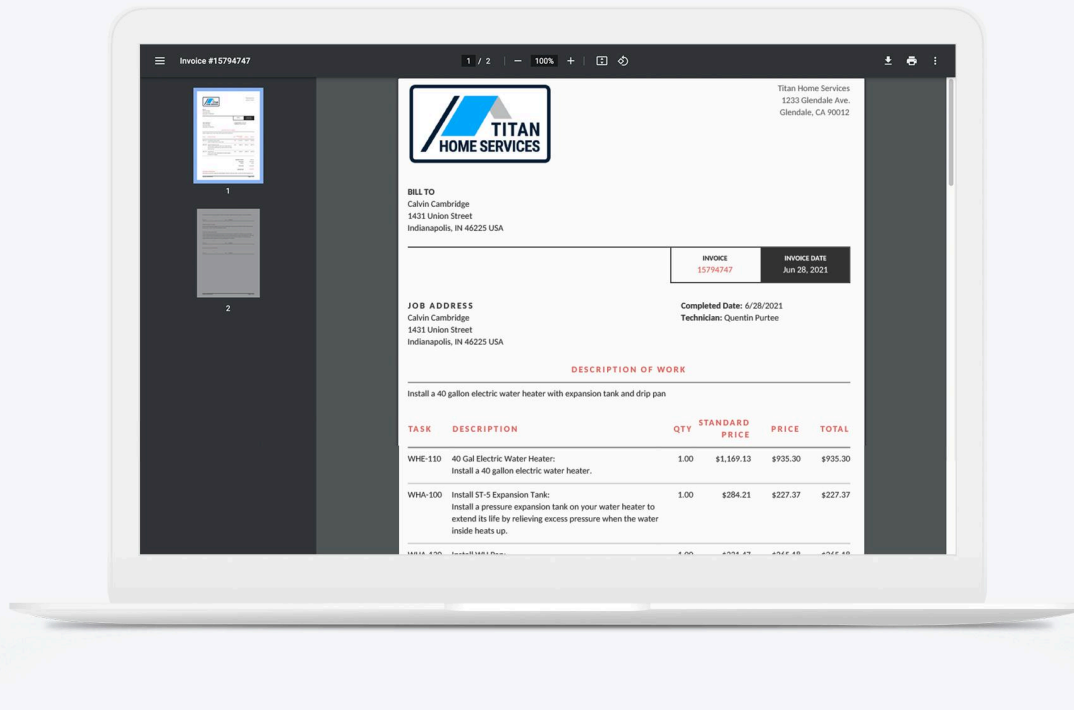 Invoice #15794747
1 / 2
100%
1
2
TITAN
HOME SERVICES
Titan Home Services
1233 Glendale Ave.
Glendale, CA 90012
BILL TO
Calvin Cambridge
1431 Union Street
Indianapolis, IN 46225 USA
INVOICE
15794747
INVOICE DATE
Jun 28, 2021
JOB ADDRESS
Calvin Cambridge
1431 Union Street
Indianapolis, IN 46225 USA
Completed Date: 6/28/2021
Technician: Quentin Purtee
DESCRIPTION OF WORK
Install a 40 gallon electric water heater with expansion tank and drip pan
TASK DESCRIPTION QTY STANDARD PRICE PRICE TOTAL
WHE-110 40 Gal Electric Water Heater: 1.00 $1,169.13 $935.30 $935.30
Install a 40 gallon electric water heater.
WHA-100 Install ST-5 Expansion Tank: 1.00 $284.21 $227.37 $227.37
Install a pressure expansion tank on your water heater to
extend its life by relieving excess pressure when the water
inside heats up.